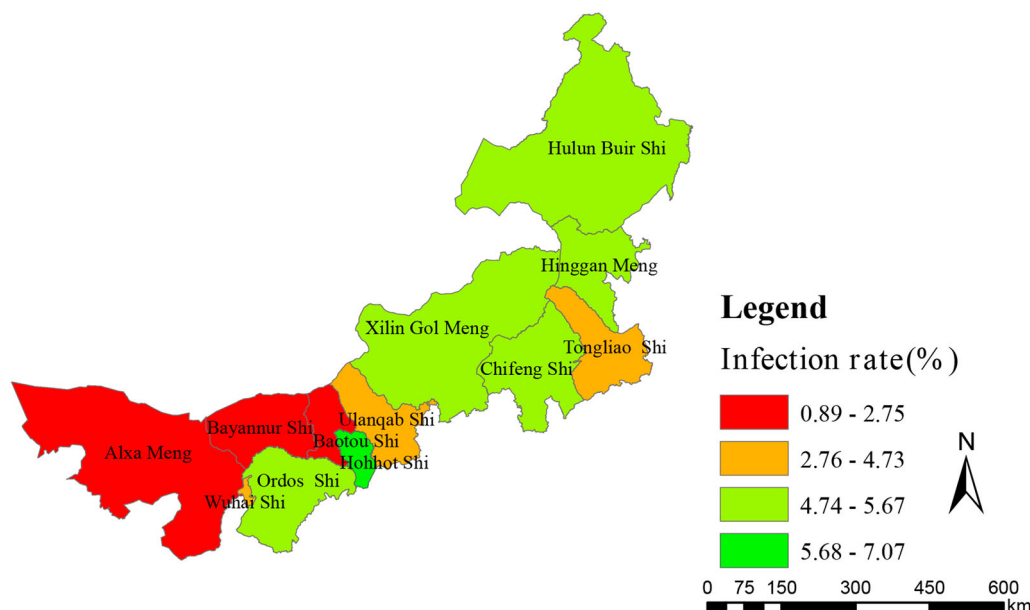 Hulun Buir Shi
Hinggan Meng
Xilin Gol Meng
Tongliao Shi
Chifeng Shi
Ulanqab Shi
Bayannur Shi
Baotou Shi
Alxa Meng
Hohhot Shi
Ordos Shi
Wuhai Shi
Legend
Infection rate(%)
0.89 - 2.75
2.76 - 4.73
4.74 - 5.67
5.68 - 7.07
N
0 75 150 300 450 600
km